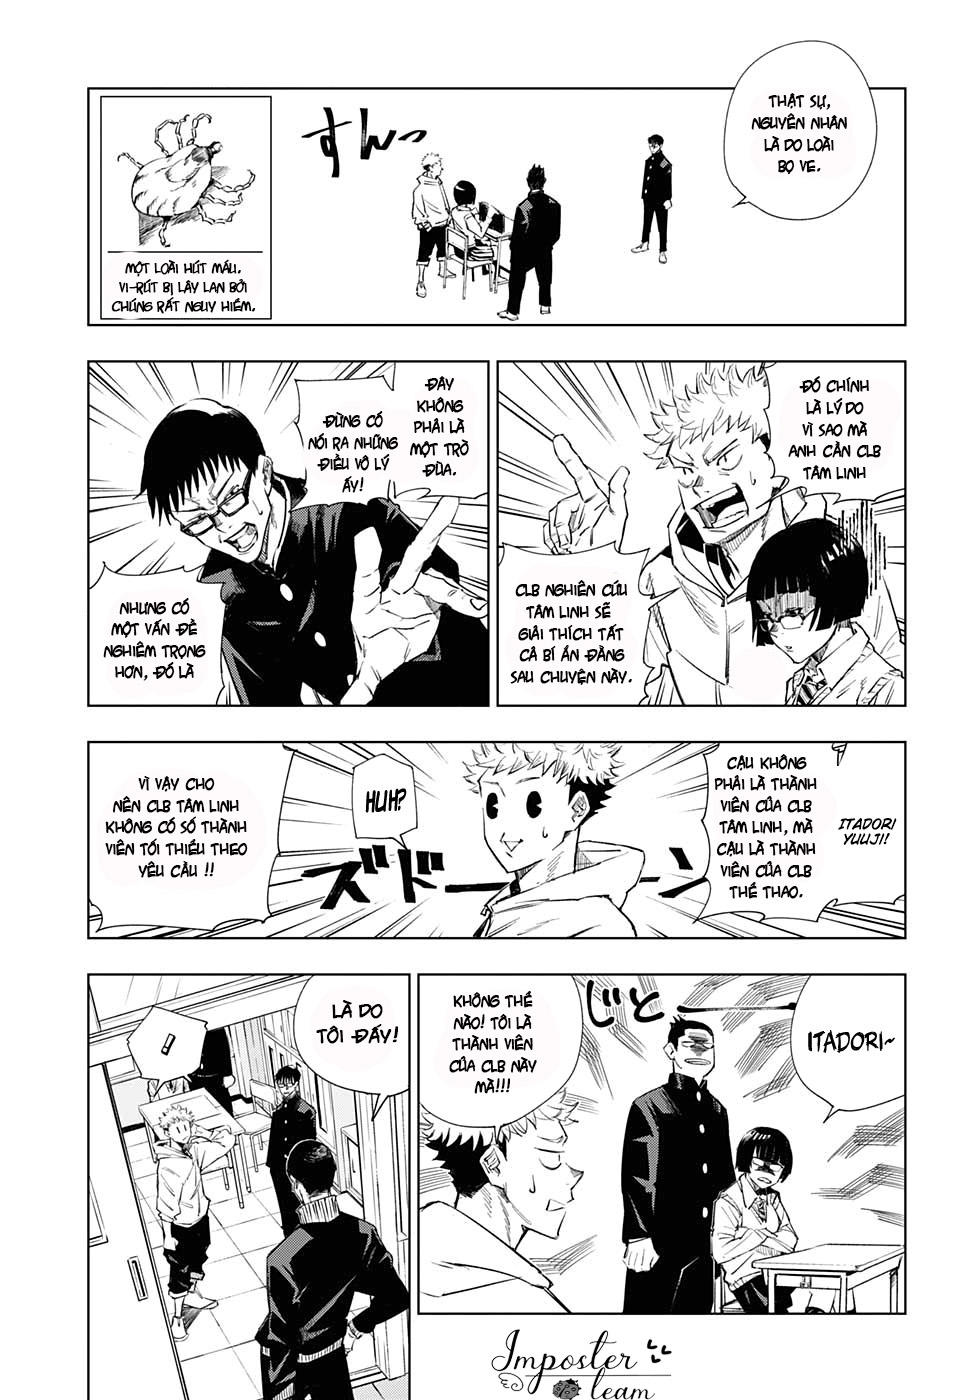 THẬT SỰ,
NGUYÊN NHÂN
LÀ DO LOÀI
BỌ VE.
すんっ
MỘT LOÀI HÚT MÁU.
VI-RÚT BỊ LÂY LAN BỞI
CHÚNG RẤT NGUY HIỂM.
ĐÓ CHÍNH
LÀ LÝ DO
VÌ SAO MÀ
ANH CẦN CLB
TÂM LINH
CLB NGHIÊN CỨU
TÂM LINH SẼ
GIẢI THÍCH TẤT
CẢ BÍ ẨN ĐẰNG
SAU CHUYỆN NÀY.
ĐÂY
KHÔNG
PHẢI LÀ
MỘT TRÒ
ĐÙA.
ĐỪNG CÓ
NÓI RA NHỮNG
ĐIỀU VÔ LÝ
ẤY!
NHƯNG CÓ
MỘT VẤN ĐỀ
NGHIÊM TRỌNG
HƠN, ĐÓ LÀ
ITADORI
YUUJI!
CẬU KHÔNG
PHẢI LÀ THÀNH
VIÊN CỦA CLB
TÂM LINH, MÀ
CẬU LÀ THÀNH
VIÊN CỦA CLB
THỂ THAO.
HUH?
ズドーーン
VÌ VẬY CHO
NÊN CLB TÂM LINH
KHÔNG CÓ SỐ THÀNH
VIÊN TỐI THIỂU THEO
YÊU CẦU !!
ITADORI~
じとー
KHÔNG THỂ
NÀO! TÔI LÀ
THÀNH VIÊN
CỦA CLB NÀY
MÀ!!!
LÀ DO
TÔI ĐẤY!
!
Imposter
team